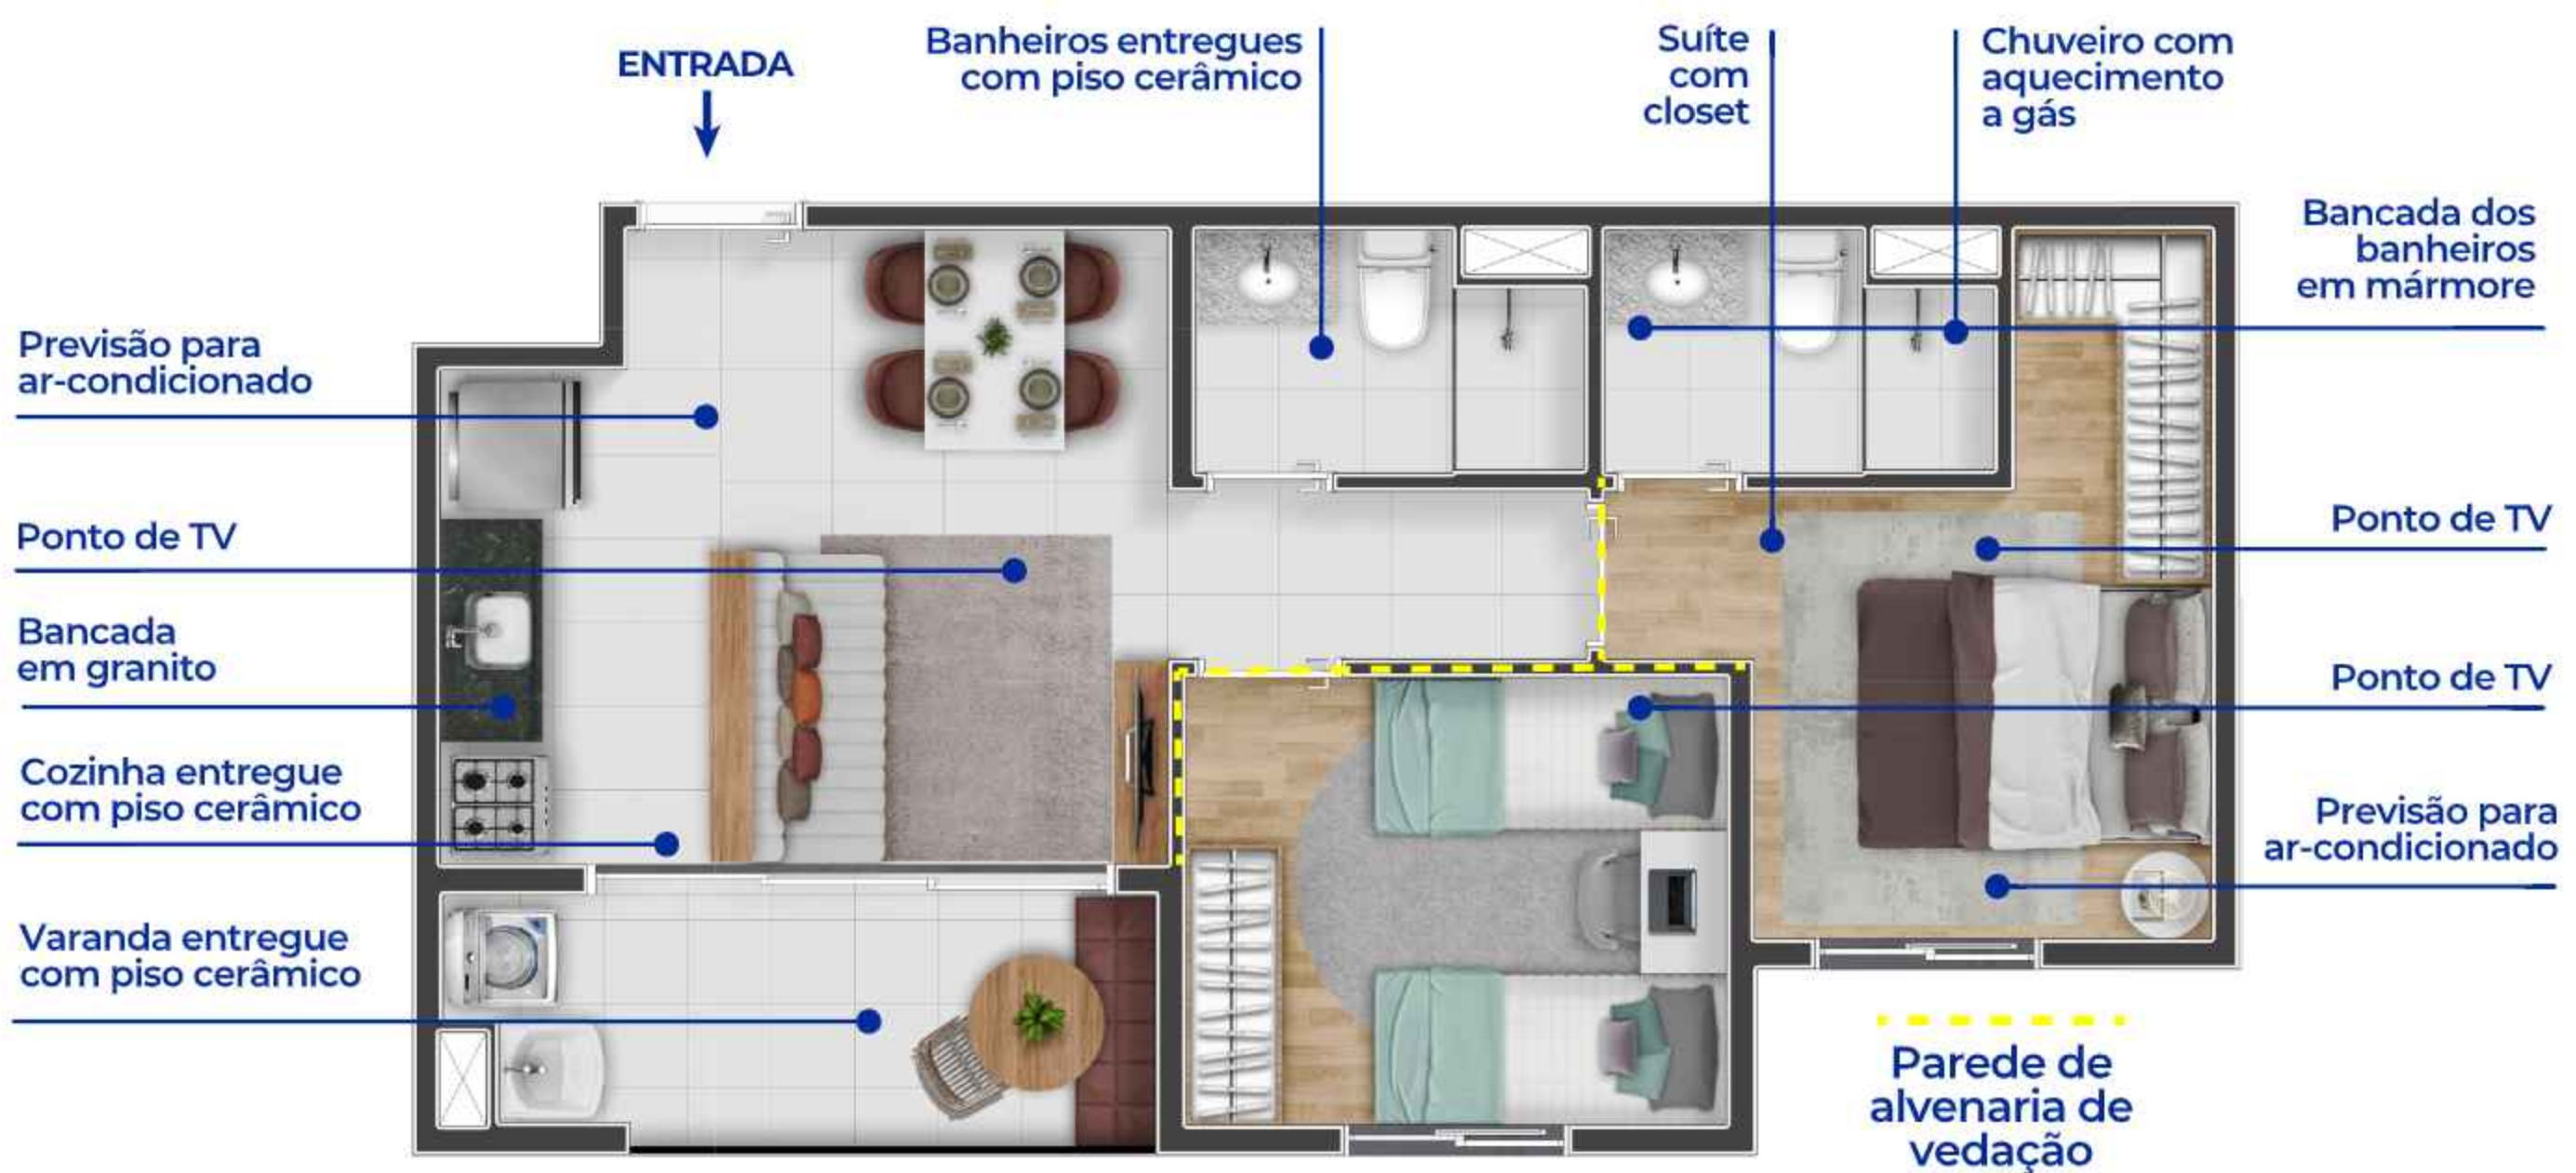 ENTRADA
Banheiros entregues
com piso cerâmico
Suíte
com
closet
Chuveiro com
aquecimento
a gás
Bancada dos
banheiros
em mármore
Previsão para
ar-condicionado
Ponto de TV
Bancada
em granito
Cozinha entregue
com piso cerâmico
Varanda entregue
com piso cerâmico
Ponto de TV
Ponto de TV
Previsão para
ar-condicionado
Parede de
alvenaria de
vedação